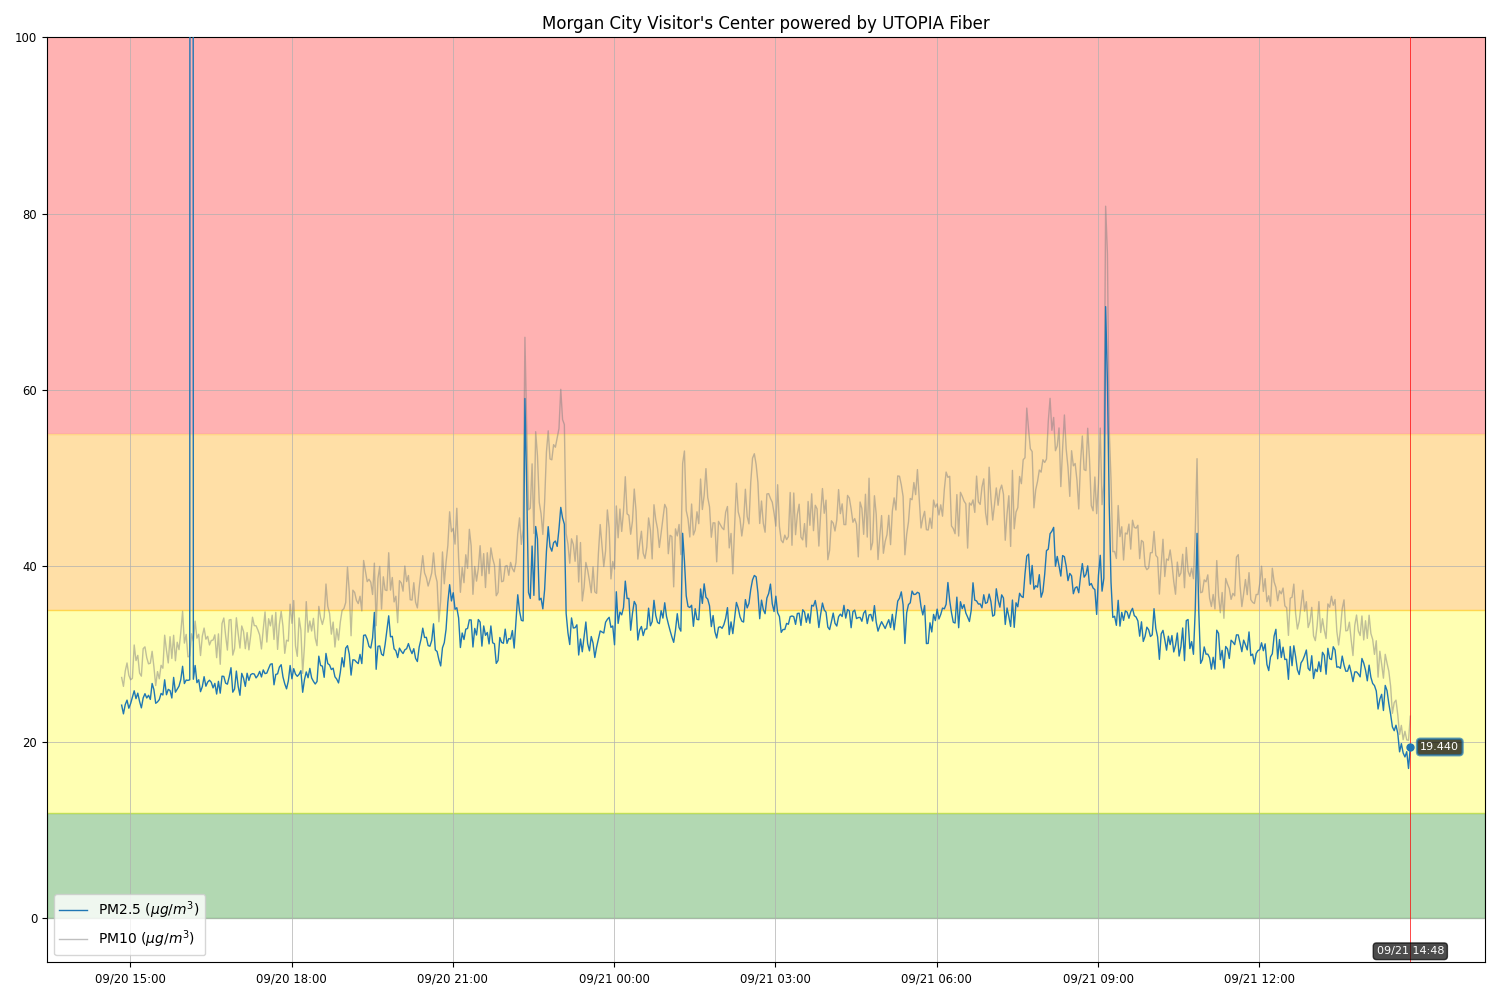 Morgan City Visitor's Center powered by UTOPIA Fiber
100
80
60
40
20
0
19.440
PM2.5 (μg/m³)
PM10 (μg/m³)
09/21 14:48
09/20 15:00 09/20 18:00 09/20 21:00 09/21 00:00 09/21 03:00 09/21 06:00 09/21 09:00 09/21 12:00